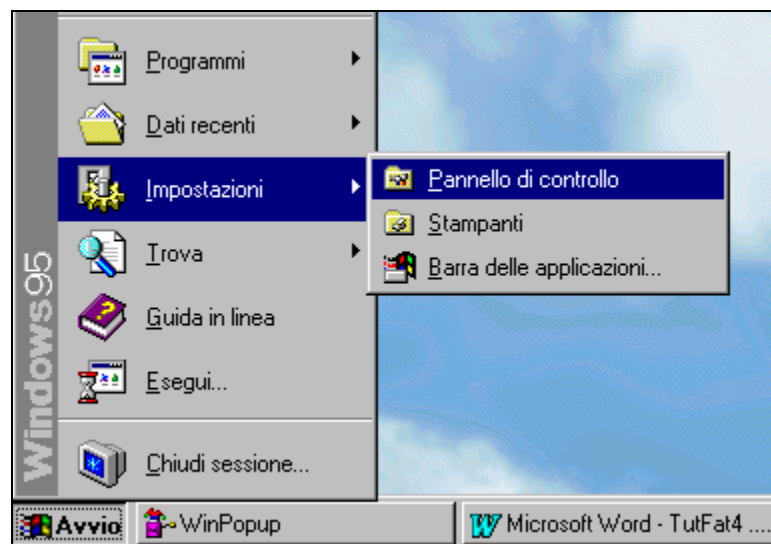 Programmi
Dati recenti
Impostazioni
Trova
Guida in linea
Esegui...
Chiudi sessione...
Windows95
Pannello di controllo
Stampanti
Barra delle applicazioni...
Avvio
WinPopup
Microsoft Word - TutFat4 ....